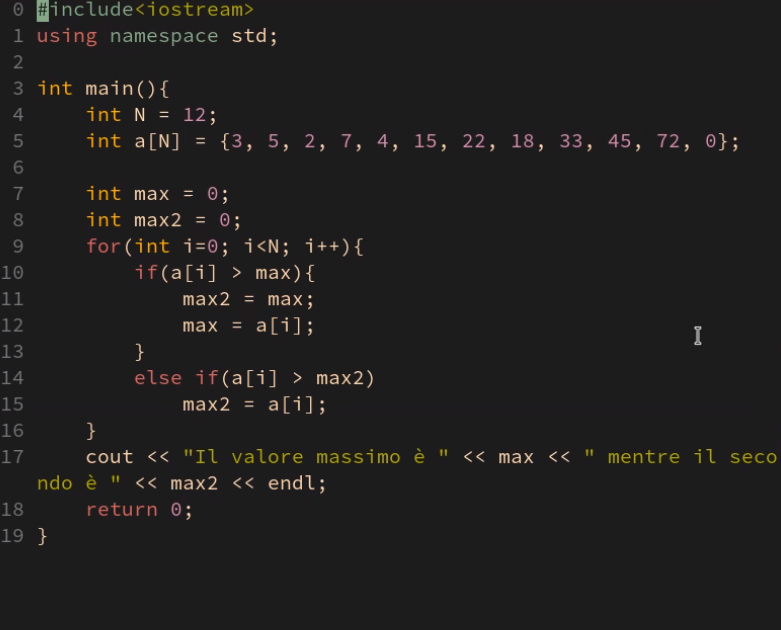 0 #include<iostream>
1 using namespace std;
2
3 int main(){
4     int N = 12;
5     int a[N] = {3, 5, 2, 7, 4, 15, 22, 18, 33, 45, 72, 0};
6
7     int max = 0;
8     int max2 = 0;
9     for(int i=0; i<N; i++){
10         if(a[i] > max){
11             max2 = max;
12             max = a[i];
13         }
14         else if(a[i] > max2)
15             max2 = a[i];
16     }
17     cout << "Il valore massimo è " << max << " mentre il seco
ndo è " << max2 << endl;
18     return 0;
19 }